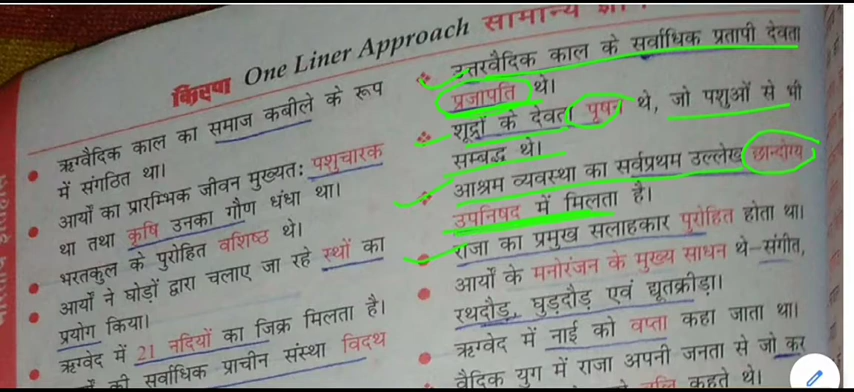 किरण One Liner Approach सामान्य
ऋग्वैदिक काल का समाज कबीले के रूप
में संगठित था।
आर्यों का प्रारम्भिक जीवन मुख्यतः पशुचारक
था तथा कृषि उनका गौण धंधा था।
भरतकुल के पुरोहित वशिष्ठ थे।
आर्यों ने घोड़ों द्वारा चलाए जा रहे रथों का
प्रयोग किया।
ऋग्वेद में 21 नदियों का जिक्र मिलता है।
की सर्वाधिक प्राचीन संस्था विदथ
उत्तरवैदिक काल के सर्वाधिक प्रतापी देवता
प्रजापति थे।
शूद्रों के देवता पूषन थे, जो पशुओं से भी
सम्बद्ध थे।
आश्रम व्यवस्था का सर्वप्रथम उल्लेख छान्दोग्य
उपनिषद में मिलता है।
राजा का प्रमुख सलाहकार पुरोहित होता था।
आर्यों के मनोरंजन के मुख्य साधन थे–संगीत,
रथदौड़, घुड़दौड़ एवं द्यूतक्रीड़ा।
ऋग्वेद में नाई को वप्ता कहा जाता था।
वैदिक युग में राजा अपनी जनता से जो कर
बलि कहते थे।